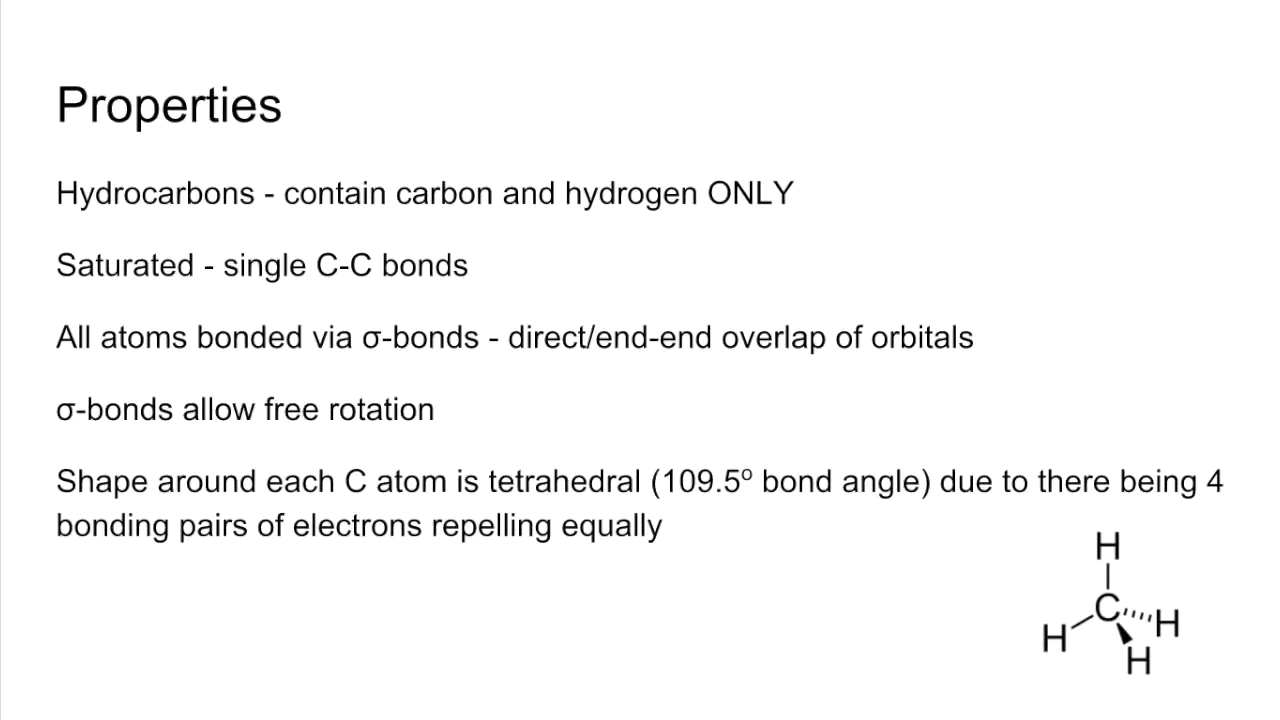 Properties
Hydrocarbons - contain carbon and hydrogen ONLY
Saturated - single C-C bonds
All atoms bonded via σ-bonds - direct/end-end overlap of orbitals
σ-bonds allow free rotation
Shape around each C atom is tetrahedral (109.5º bond angle) due to there being 4
bonding pairs of electrons repelling equally
H
C H
H
H